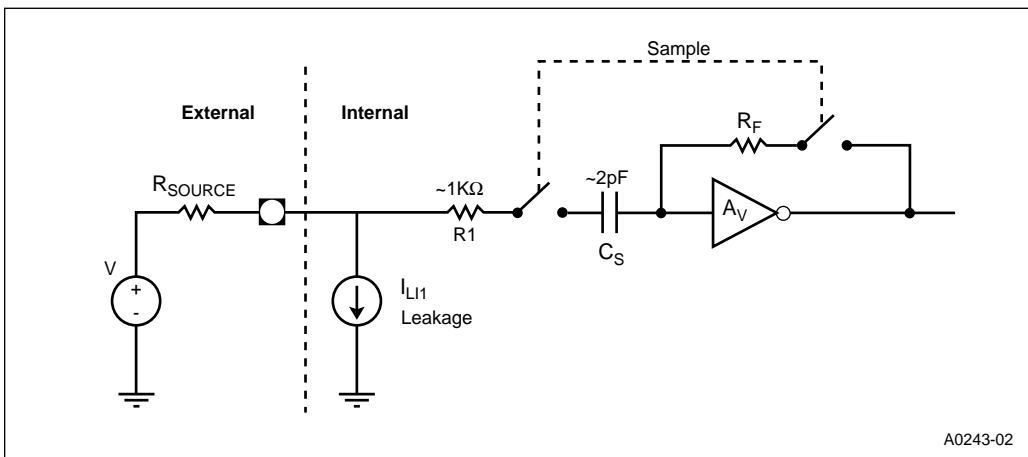 Sample
External
Internal
R_F
R_SOURCE
~1KΩ
~2pF
A_V
R1
C_S
V
+
-
I_LI1
Leakage
A0243-02